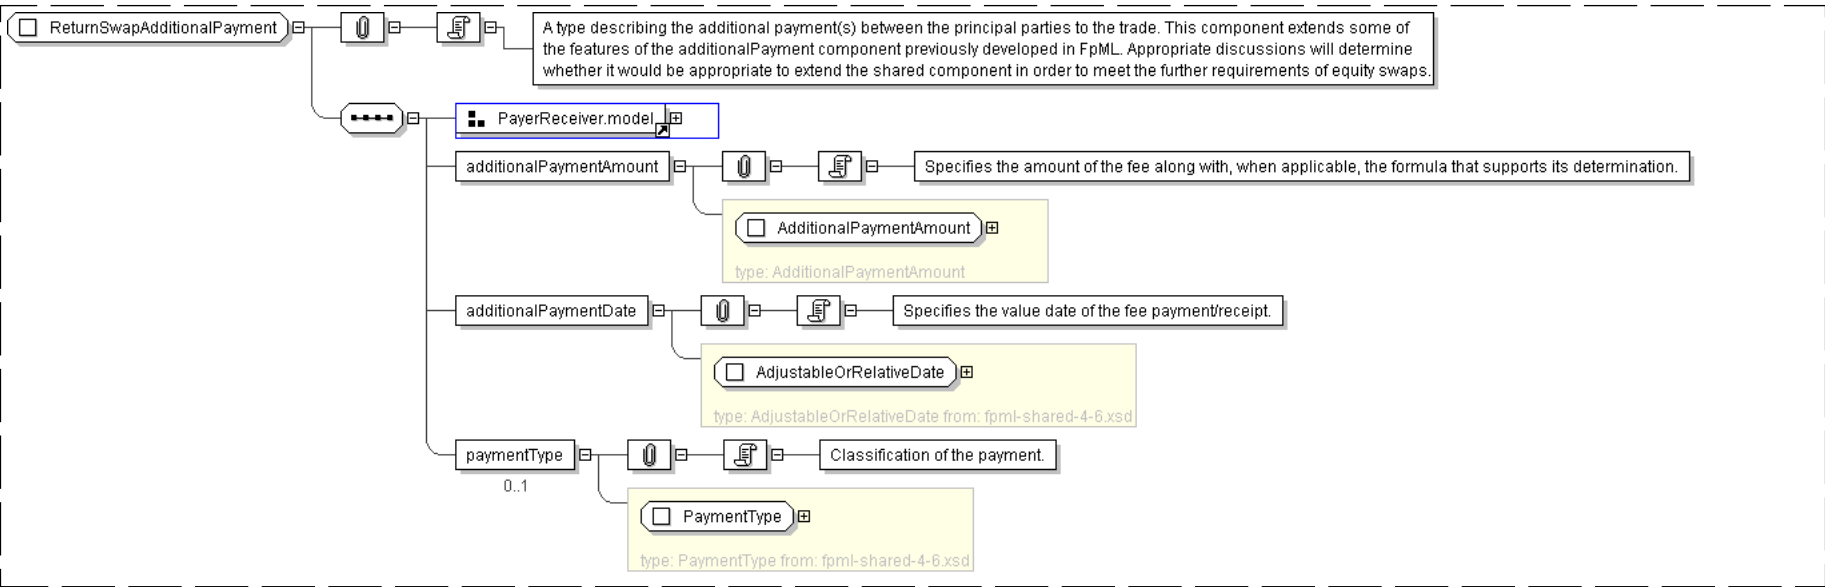 ReturnSwapAdditionalPayment
A type describing the additional payment(s) between the principal parties to the trade. This component extends some of
the features of the additionalPayment component previously developed in FpML. Appropriate discussions will determine
whether it would be appropriate to extend the shared component in order to meet the further requirements of equity swaps.
PayerReceiver.model
additionalPaymentAmount
Specifies the amount of the fee along with, when applicable, the formula that supports its determination.
AdditionalPaymentAmount
type: AdditionalPaymentAmount
additionalPaymentDate
Specifies the value date of the fee payment/receipt.
AdjustableOrRelativeDate
type: AdjustableOrRelativeDate from: fpml-shared-4-6.xsd
paymentType
Classification of the payment.
0..1
PaymentType
type: PaymentType from: fpml-shared-4-6.xsd